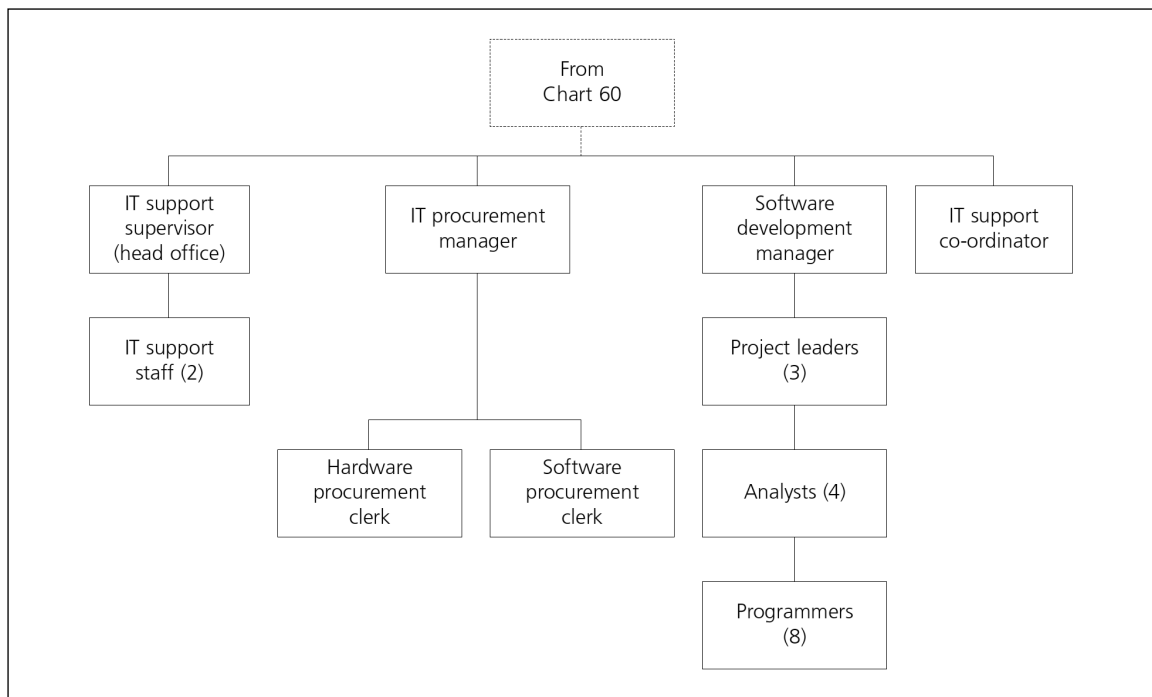 From
Chart 60
IT support
supervisor
(head office)
IT procurement
manager
Software
development
manager
IT support
co-ordinator
IT support
staff (2)
Project leaders
(3)
Hardware
procurement
clerk
Software
procurement
clerk
Analysts (4)
Programmers
(8)